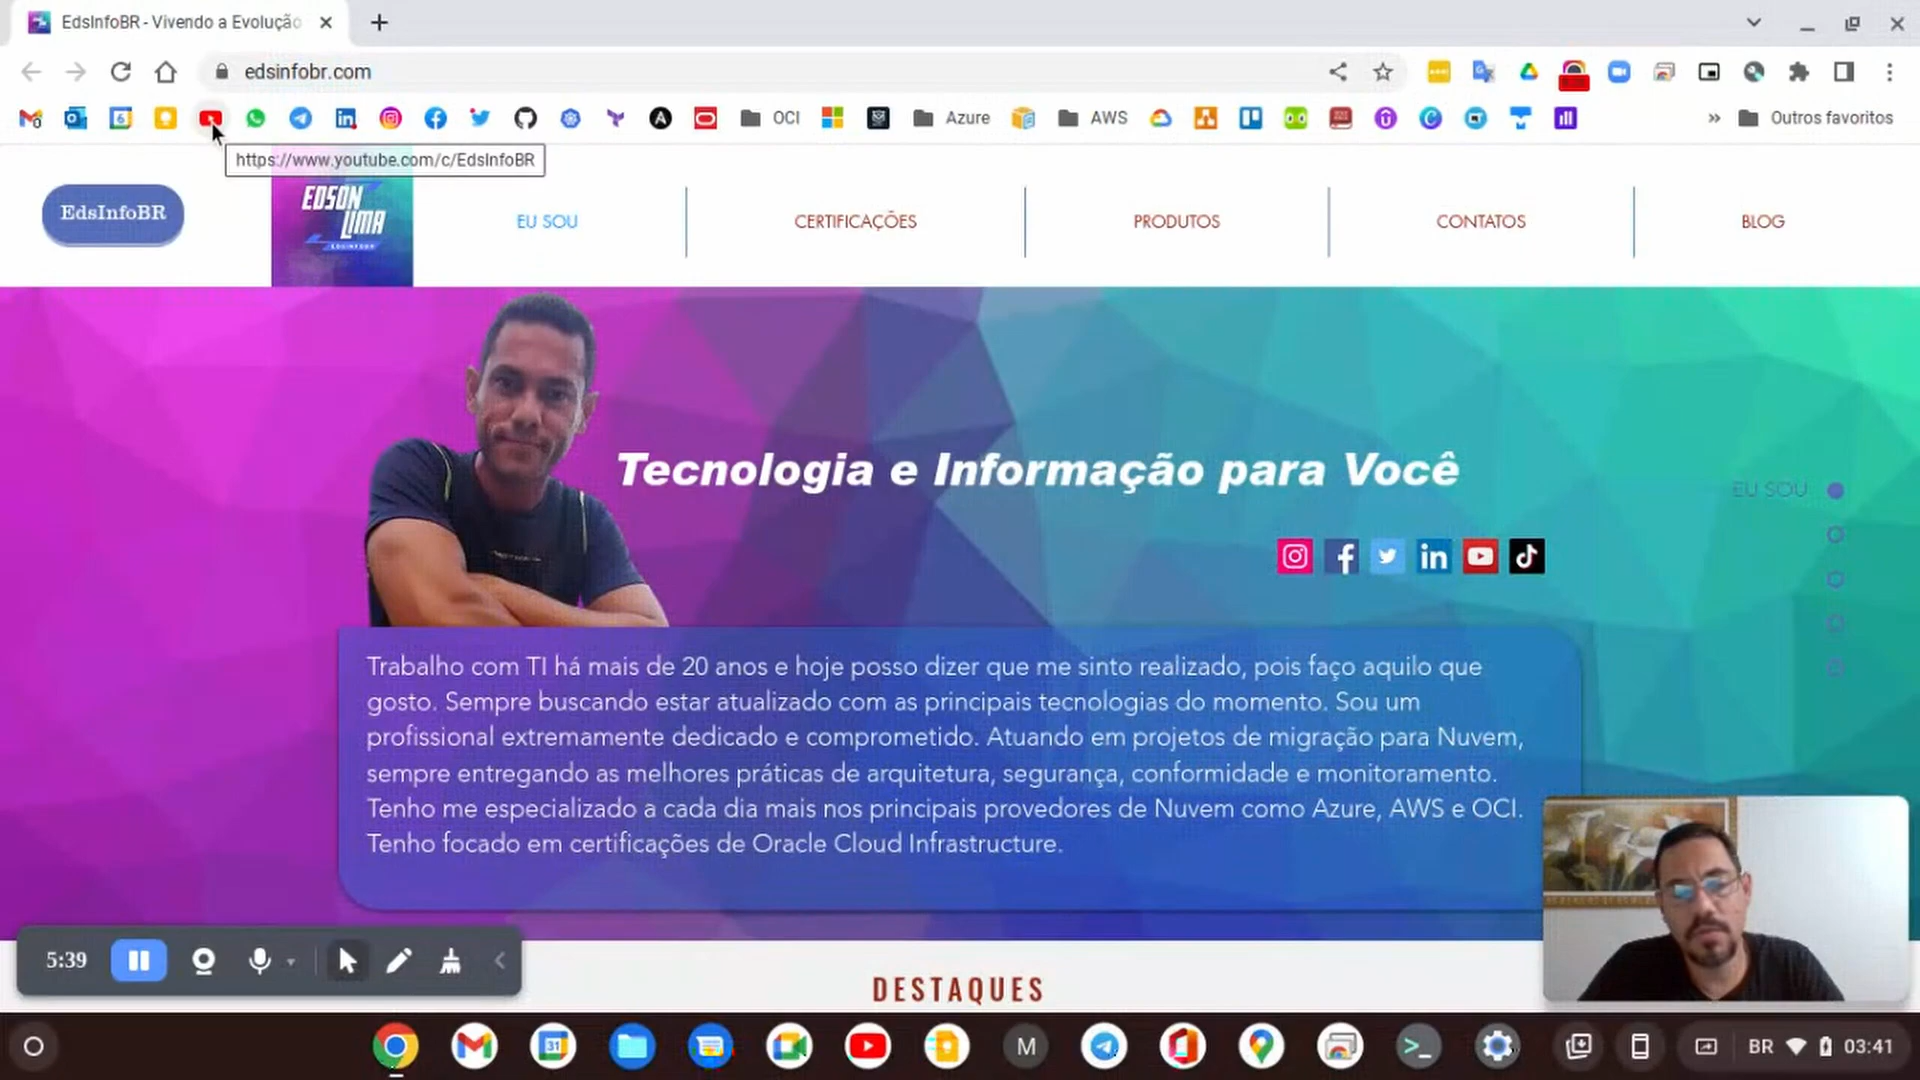 EdsInfoBR - Vivendo a Evolução
edsinfobr.com
OCI
Azure
AWS
»
Outros favoritos
https://www.youtube.com/c/EdsInfoBR
EdsInfoBR
EDSON
LIMA
EDSINFOBR
EU SOU
CERTIFICAÇÕES
PRODUTOS
CONTATOS
BLOG
Tecnologia e Informação para Você
EU SOU
Trabalho com TI há mais de 20 anos e hoje posso dizer que me sinto realizado, pois faço aquilo que
gosto. Sempre buscando estar atualizado com as principais tecnologias do momento. Sou um
profissional extremamente dedicado e comprometido. Atuando em projetos de migração para Nuvem,
sempre entregando as melhores práticas de arquitetura, segurança, conformidade e monitoramento.
Tenho me especializado a cada dia mais nos principais provedores de Nuvem como Azure, AWS e OCI.
Tenho focado em certificações de Oracle Cloud Infrastructure.
5:39
DESTAQUES
31
M
BR
03:41